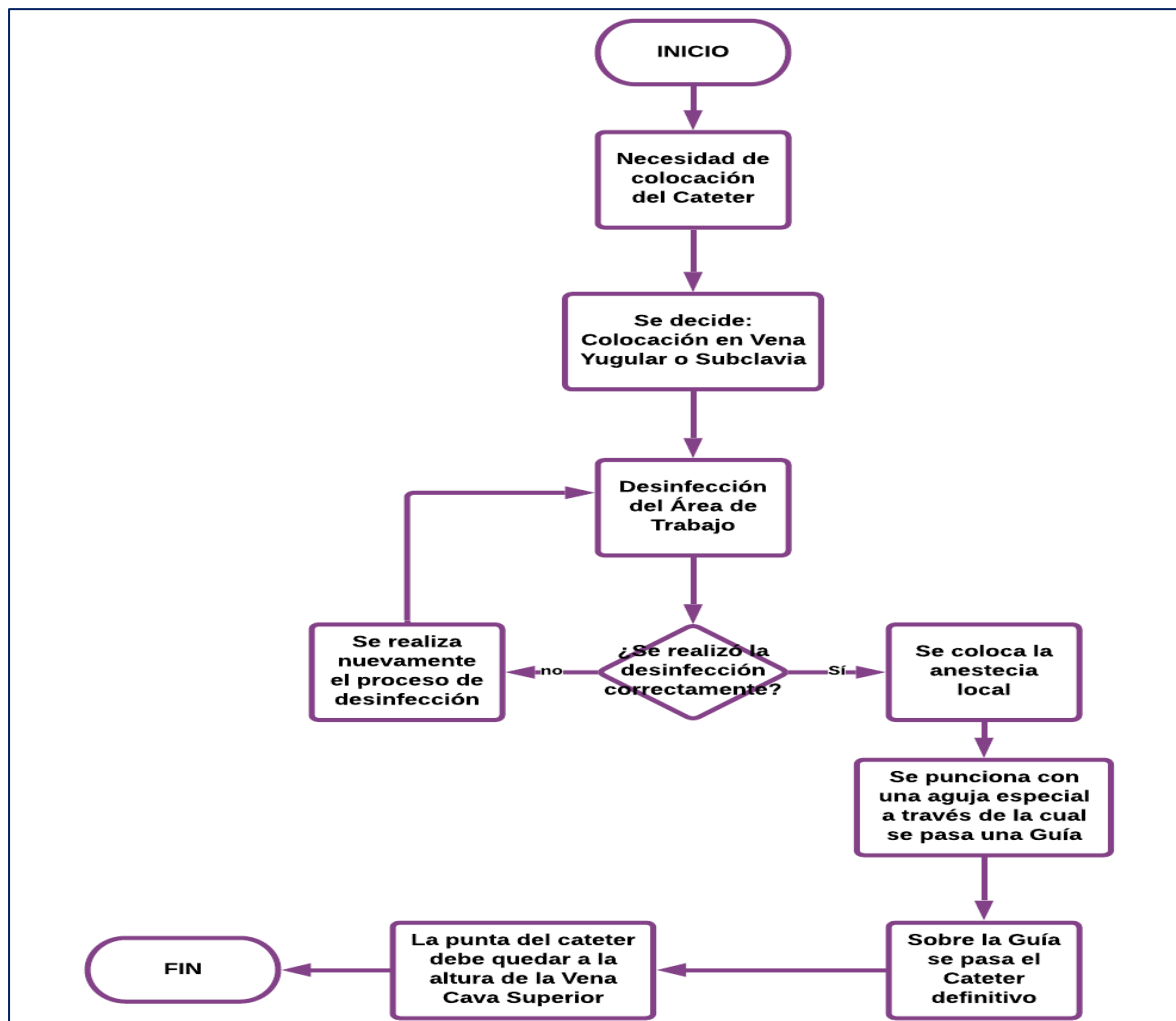 INICIO
Necesidad de
colocación
del Cateter
Se decide:
Colocación en Vena
Yugular o Subclavia
Desinfección
del Área de
Trabajo
¿Se realizó la
desinfección
correctamente?
no
Se realiza
nuevamente
el proceso de
desinfección
Sí
Se coloca la
anestecia
local
Se punciona con
una aguja especial
a través de la cual
se pasa una Guía
Sobre la Guía
se pasa el
Cateter
definitivo
La punta del cateter
debe quedar a la
altura de la Vena
Cava Superior
FIN